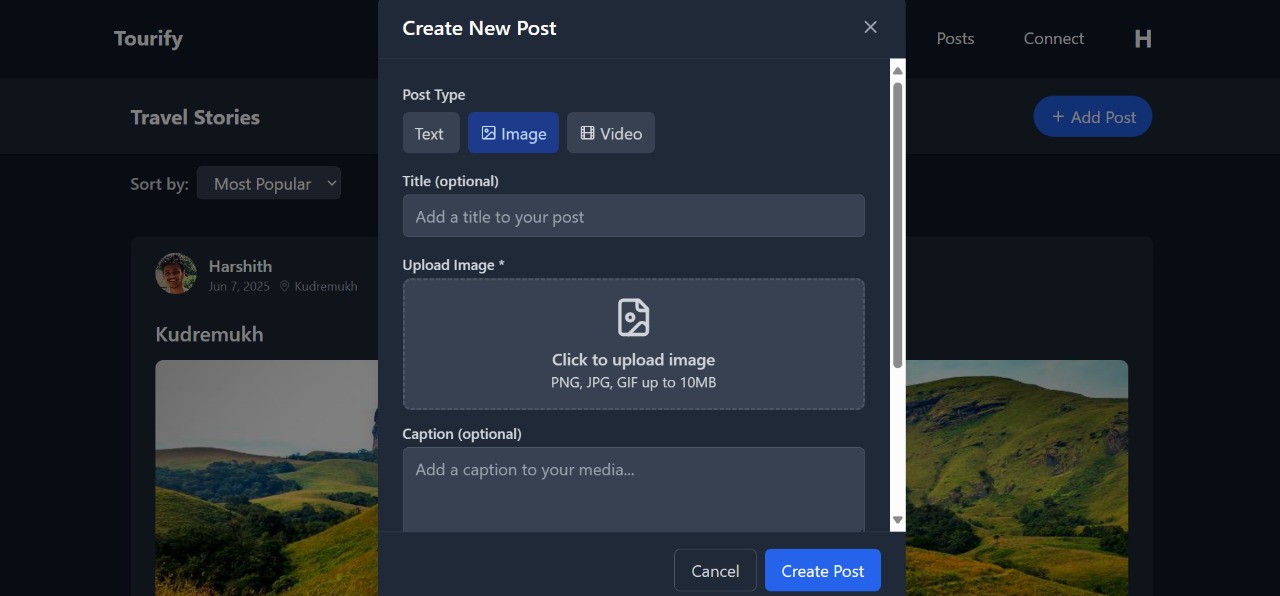 Tourify
Posts
Connect
H
Travel Stories
+ Add Post
Sort by:
Most Popular
Harshith
Jun 7, 2025
Kudremukh
Kudremukh
Create New Post
Post Type
Text
Image
Video
Title (optional)
Add a title to your post
Upload Image *
Click to upload image
PNG, JPG, GIF up to 10MB
Caption (optional)
Add a caption to your media...
Cancel
Create Post